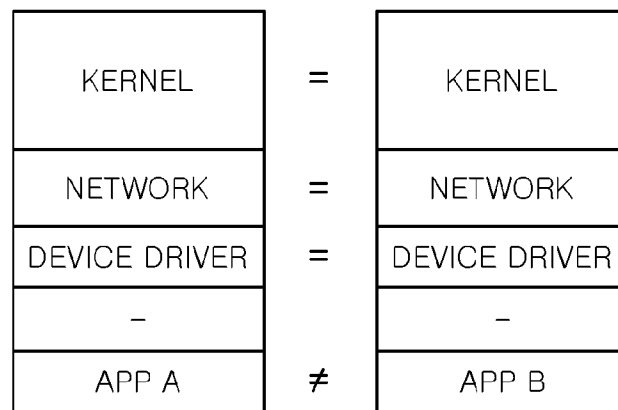 KERNEL = KERNEL
NETWORK = NETWORK
DEVICE DRIVER = DEVICE DRIVER
– –
APP A ≠ APP B